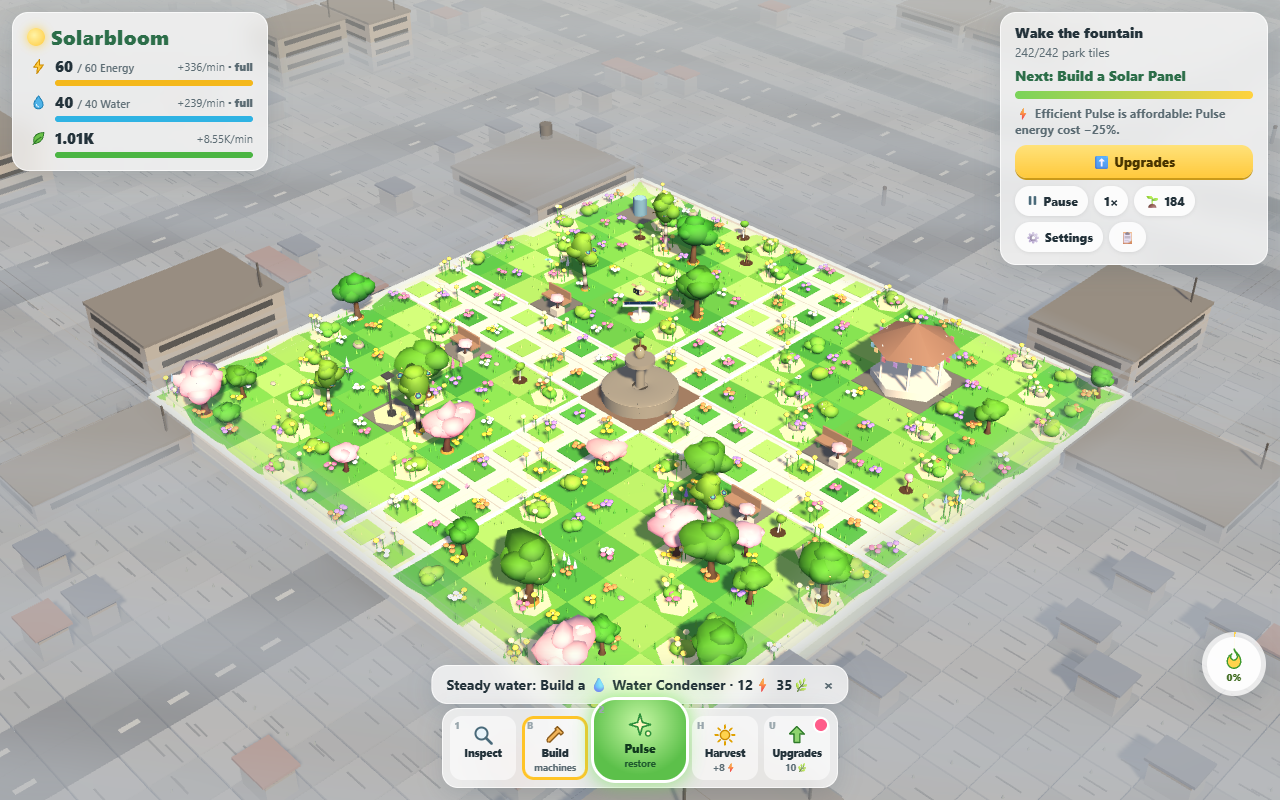 Solarbloom
60 / 60 Energy +336/min • full
40 / 40 Water +239/min • full
1.01K +8.55K/min
Wake the fountain
242/242 park tiles
Next: Build a Solar Panel
Efficient Pulse is affordable: Pulse
energy cost −25%.
Upgrades
Pause
1×
184
Settings
0%
Steady water: Build a Water Condenser · 12 35 ×
1
Inspect
B
Build
machines
Pulse
restore
H
Harvest
+8
U
Upgrades
10